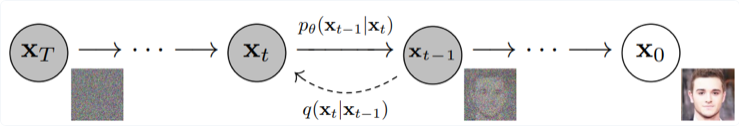 p_θ(x_{t−1}|x_t)
x_T ⟶ ··· ⟶ x_t ⟶ x_{t−1} ⟶ ··· ⟶ x_0
q(x_t|x_{t−1})